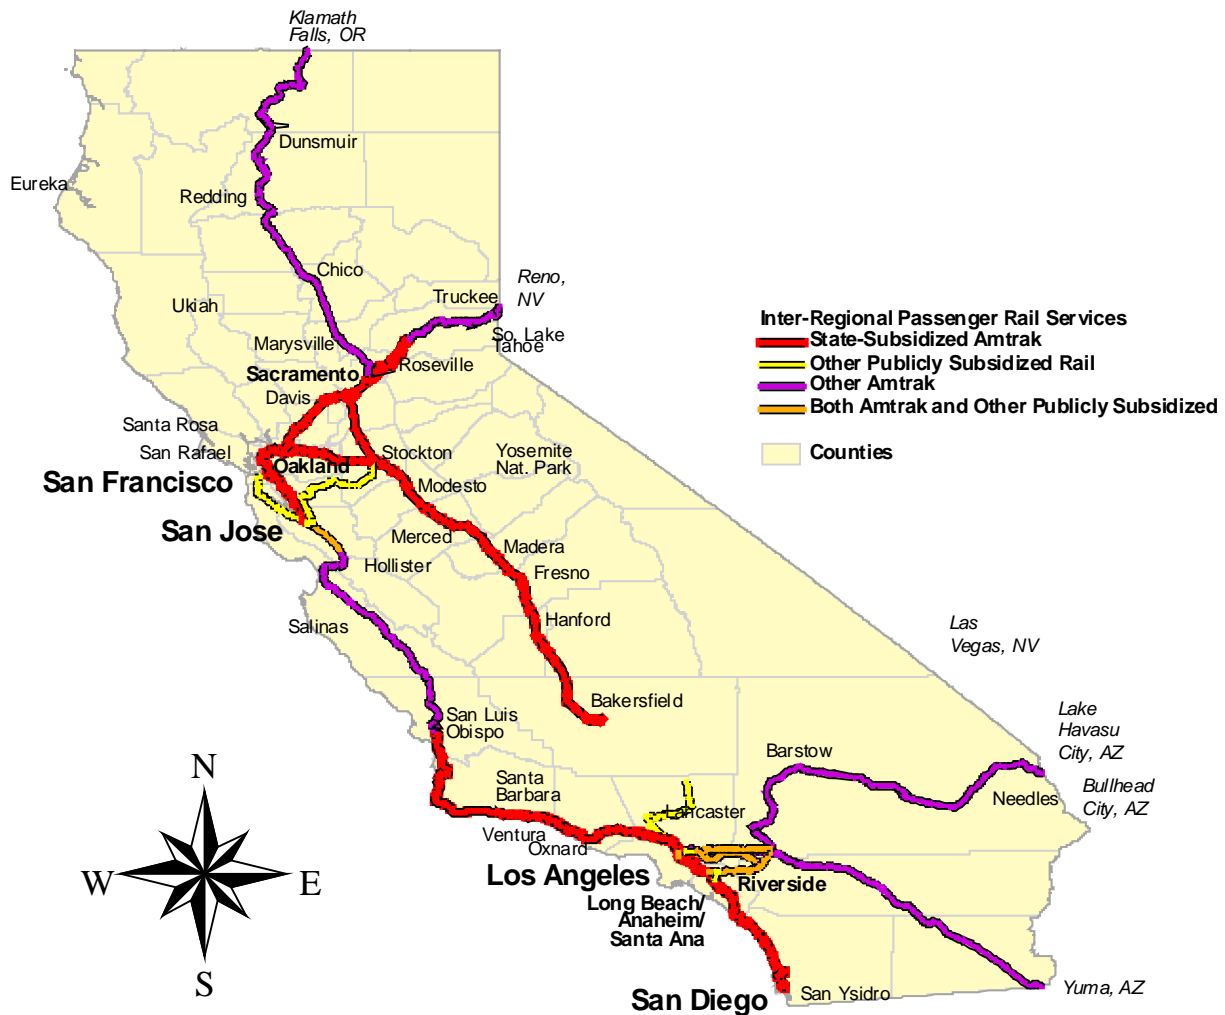 Klamath
Falls, OR
Dunsmuir
Eureka
Redding
Chico
Reno,
NV
Truckee
Ukiah
So. Lake
Tahoe
Marysville
Roseville
Sacramento
Davis
Santa Rosa
San Rafael
Oakland
Stockton
Yosemite
Nat. Park
San Francisco
Modesto
San Jose
Merced
Madera
Hollister
Fresno
Salinas
Hanford
Las
Vegas, NV
Bakersfield
San Luis
Obispo
Lake
Havasu
City, AZ
Barstow
Bullhead
City, AZ
Needles
Santa
Barbara
Lancaster
Ventura
Oxnard
Los Angeles
Riverside
Long Beach/
Anaheim/
Santa Ana
San Diego
San Ysidro
Yuma, AZ
Inter-Regional Passenger Rail Services
State-Subsidized Amtrak
Other Publicly Subsidized Rail
Other Amtrak
Both Amtrak and Other Publicly Subsidized
Counties
N
W
E
S